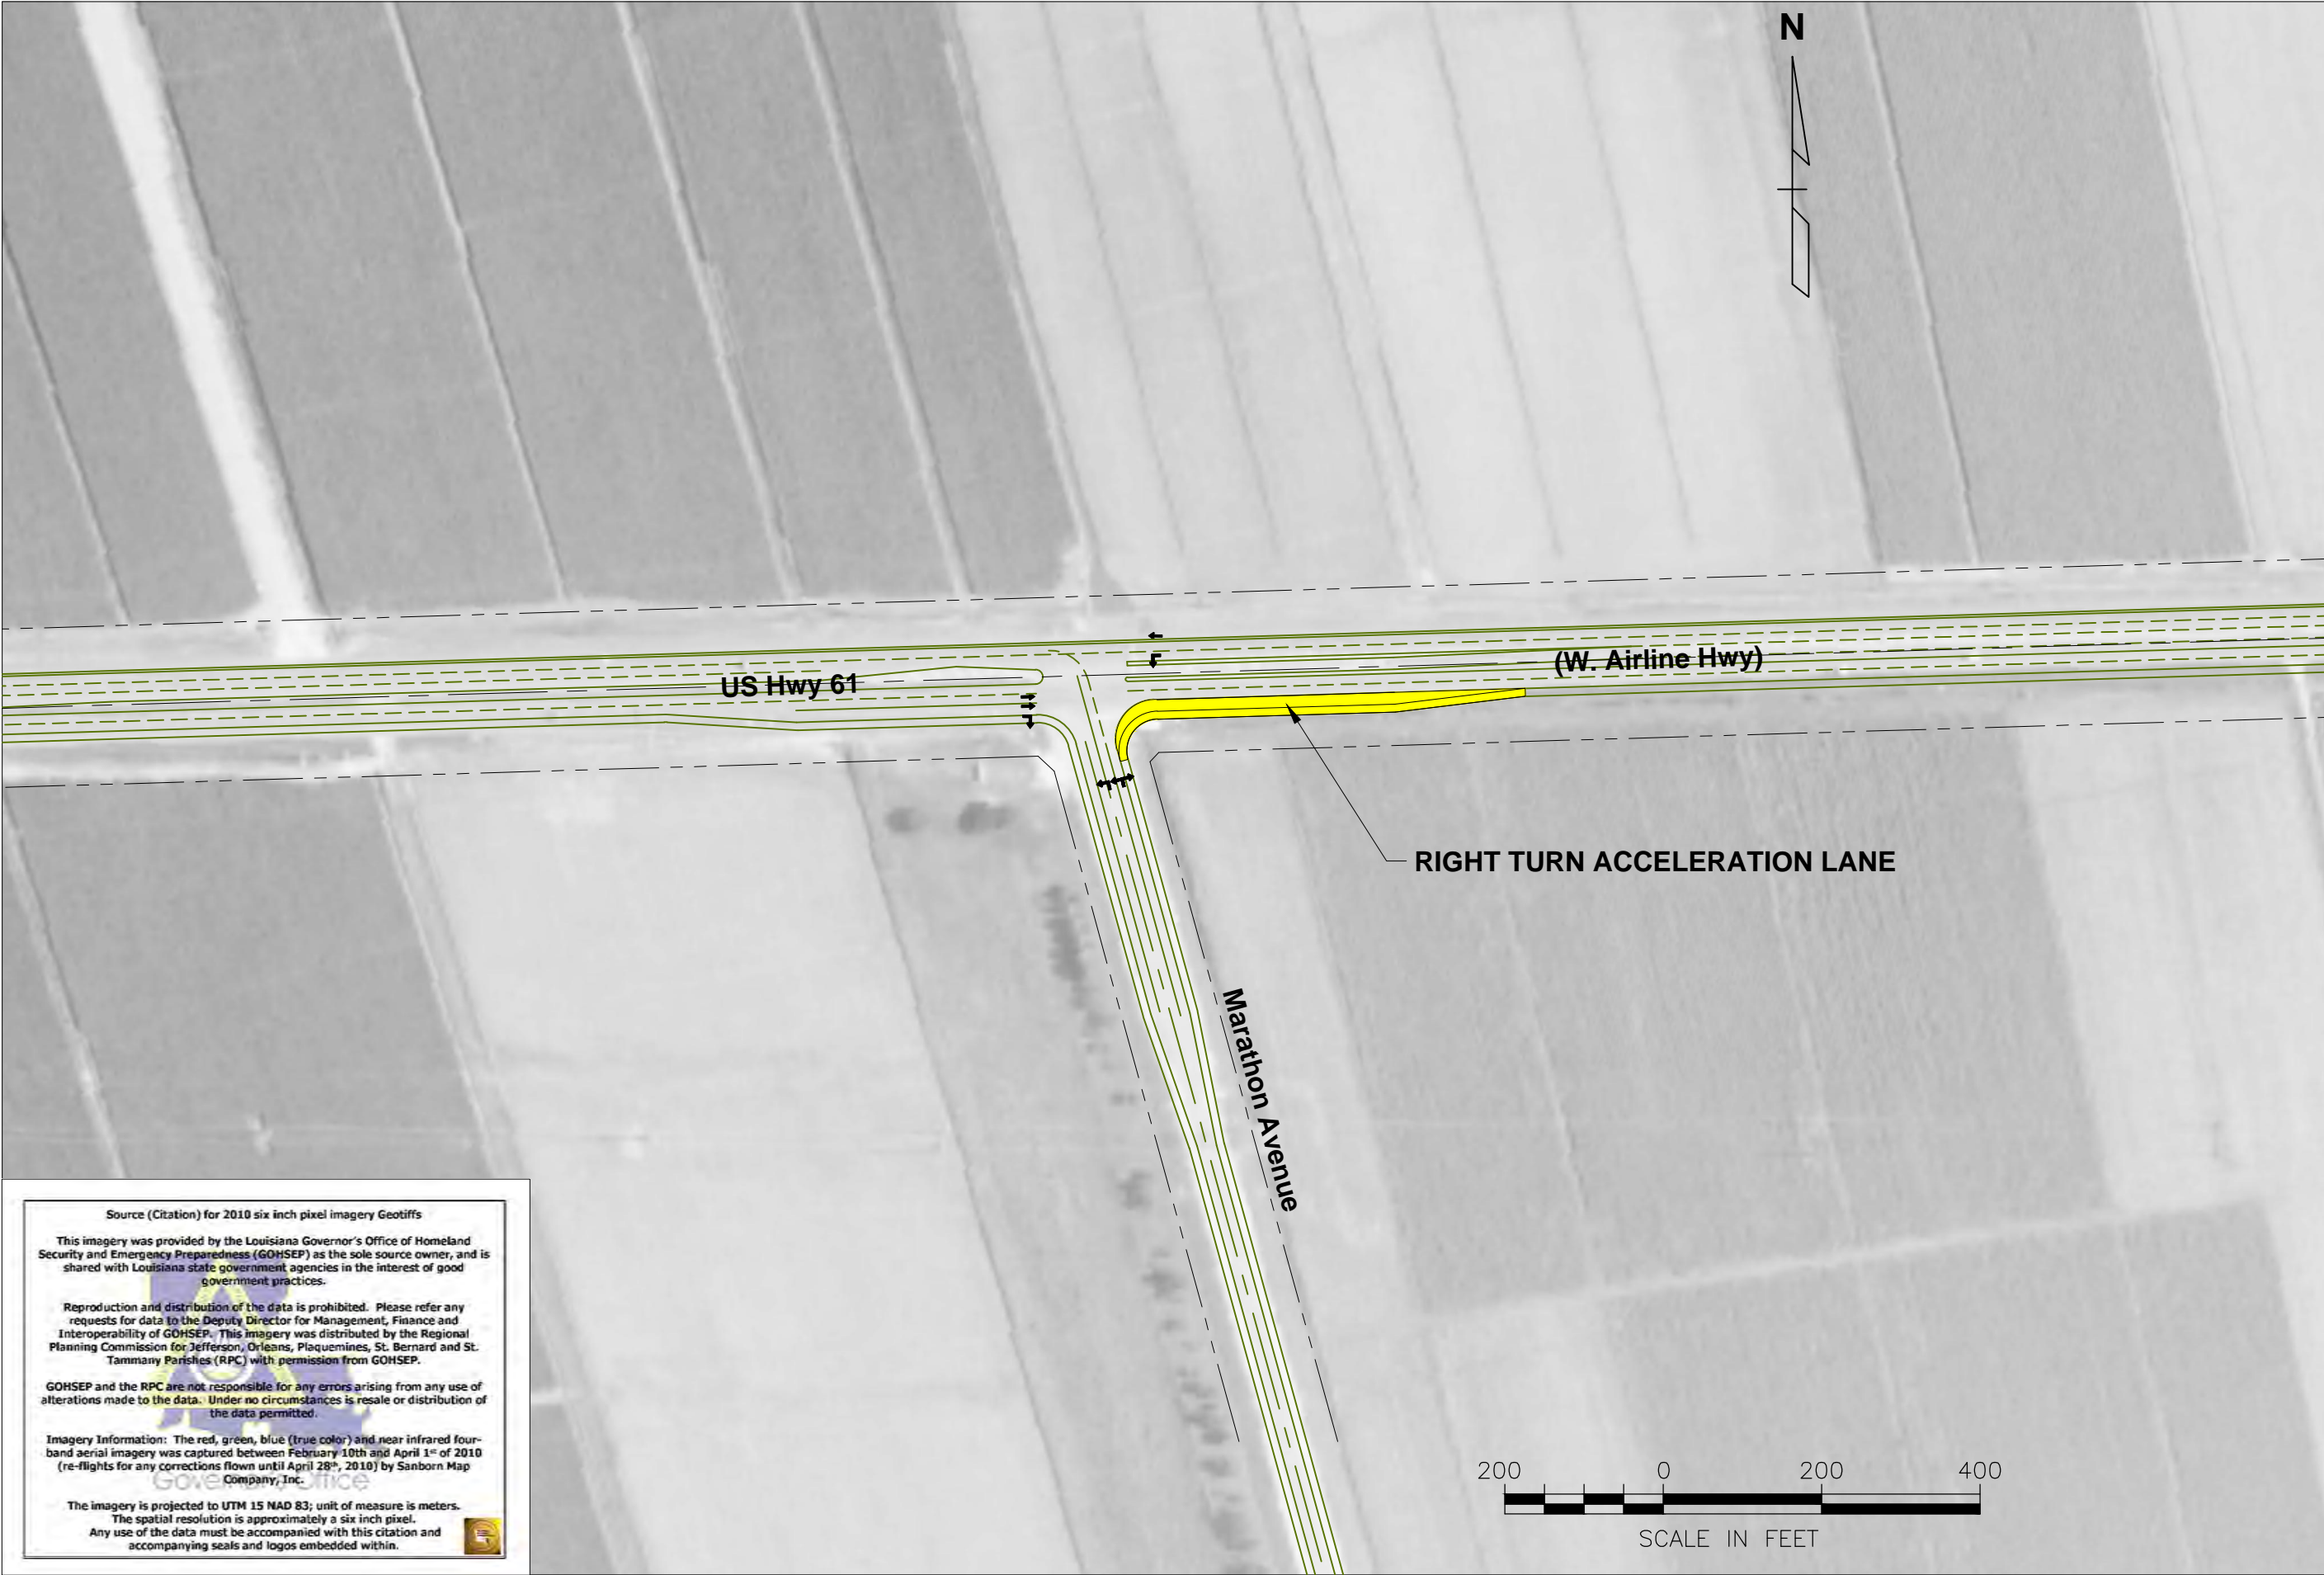 N
US Hwy 61
(W. Airline Hwy)
RIGHT TURN ACCELERATION LANE
Marathon Avenue
Source (Citation) for 2010 six inch pixel imagery Geotiffs
This imagery was provided by the Louisiana Governor's Office of Homeland
Security and Emergency Preparedness (GOHSEP) as the sole source owner, and is
shared with Louisiana state government agencies in the interest of good
government practices.
Reproduction and distribution of the data is prohibited. Please refer any
requests for data to the Deputy Director for Management, Finance and
Interoperability of GOHSEP. This imagery was distributed by the Regional
Planning Commission for Jefferson, Orleans, Plaquemines, St. Bernard and St.
Tammany Parishes (RPC) with permission from GOHSEP.
GOHSEP and the RPC are not responsible for any errors arising from any use of
alterations made to the data. Under no circumstances is resale or distribution of
the data permitted.
Imagery Information: The red, green, blue (true color) and near infrared four-
band aerial imagery was captured between February 10th and April 1st of 2010
(re-flights for any corrections flown until April 28th, 2010) by Sanborn Map
Company, Inc.
Governor's Office
The imagery is projected to UTM 15 NAD 83; unit of measure is meters.
The spatial resolution is approximately a six inch pixel.
Any use of the data must be accompanied with this citation and
accompanying seals and logos embedded within.
200 0 200 400
SCALE IN FEET